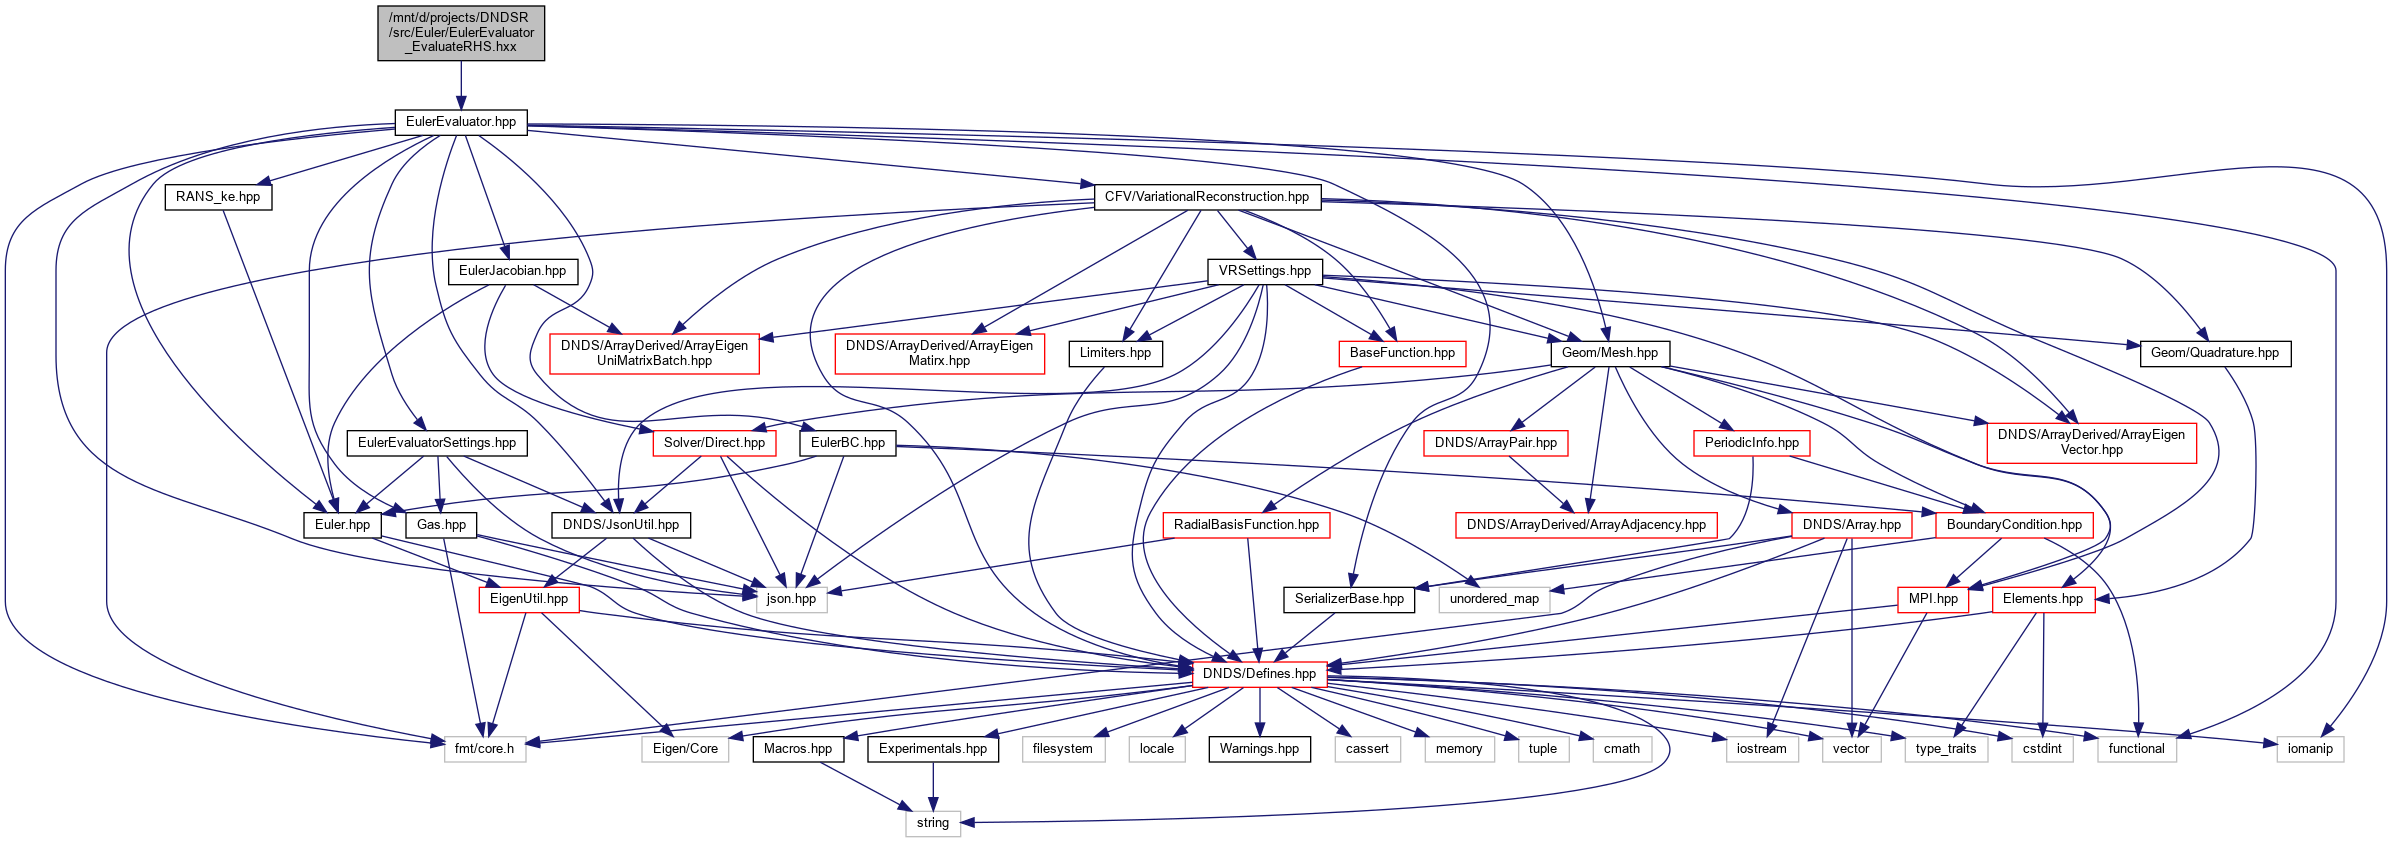 /mnt/d/projects/DNDSR
/src/Euler/EulerEvaluator
_EvaluateRHS.hxx
EulerEvaluator.hpp
RANS_ke.hpp
CFV/VariationalReconstruction.hpp
EulerJacobian.hpp
VRSettings.hpp
DNDS/ArrayDerived/ArrayEigen
UniMatrixBatch.hpp
DNDS/ArrayDerived/ArrayEigen
Matirx.hpp
Limiters.hpp
BaseFunction.hpp
Geom/Mesh.hpp
Geom/Quadrature.hpp
EulerEvaluatorSettings.hpp
Solver/Direct.hpp
EulerBC.hpp
DNDS/ArrayPair.hpp
PeriodicInfo.hpp
DNDS/ArrayDerived/ArrayEigen
Vector.hpp
Euler.hpp
Gas.hpp
DNDS/JsonUtil.hpp
RadialBasisFunction.hpp
DNDS/ArrayDerived/ArrayAdjacency.hpp
DNDS/Array.hpp
BoundaryCondition.hpp
EigenUtil.hpp
json.hpp
SerializerBase.hpp
unordered_map
MPI.hpp
Elements.hpp
DNDS/Defines.hpp
fmt/core.h
Eigen/Core
Macros.hpp
Experimentals.hpp
filesystem
locale
Warnings.hpp
cassert
memory
tuple
cmath
iostream
vector
type_traits
cstdint
functional
iomanip
string